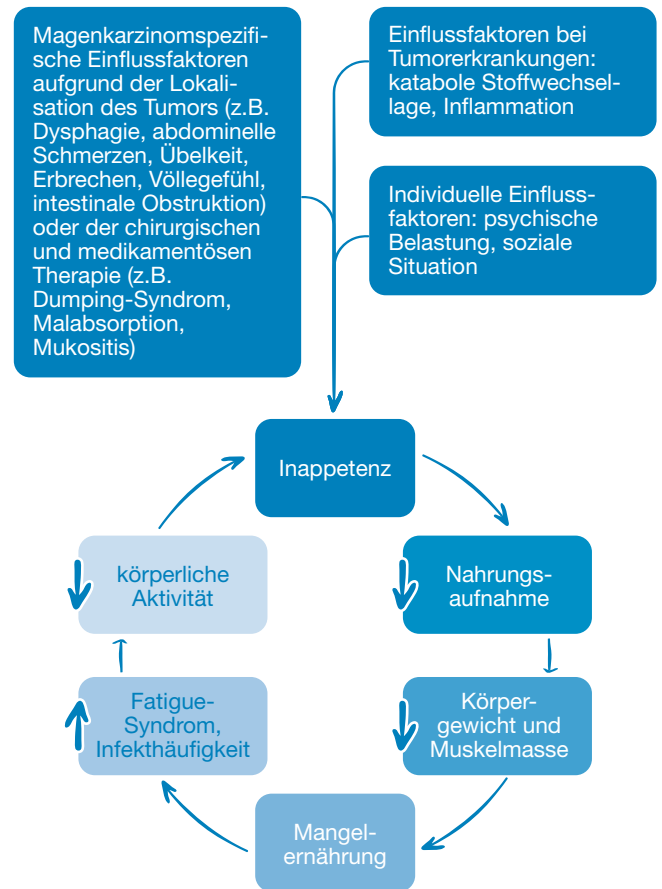 Magenkarzinomspezifi-
sche Einflussfaktoren
aufgrund der Lokali-
sation des Tumors (z.B.
Dysphagie, abdominelle
Schmerzen, Übelkeit,
Erbrechen, Völlegefühl,
intestinale Obstruktion)
oder der chirurgischen
und medikamentösen
Therapie (z.B.
Dumping-Syndrom,
Malabsorption,
Mukositis)
Einflussfaktoren bei
Tumorerkrankungen:
katabole Stoffwechsel-
lage, Inflammation
Individuelle Einfluss-
faktoren: psychische
Belastung, soziale
Situation
Inappetenz
Nahrungs-
aufnahme
Körper-
gewicht und
Muskelmasse
Mangel-
ernährung
Fatigue-
Syndrom,
Infekthäufigkeit
körperliche
Aktivität